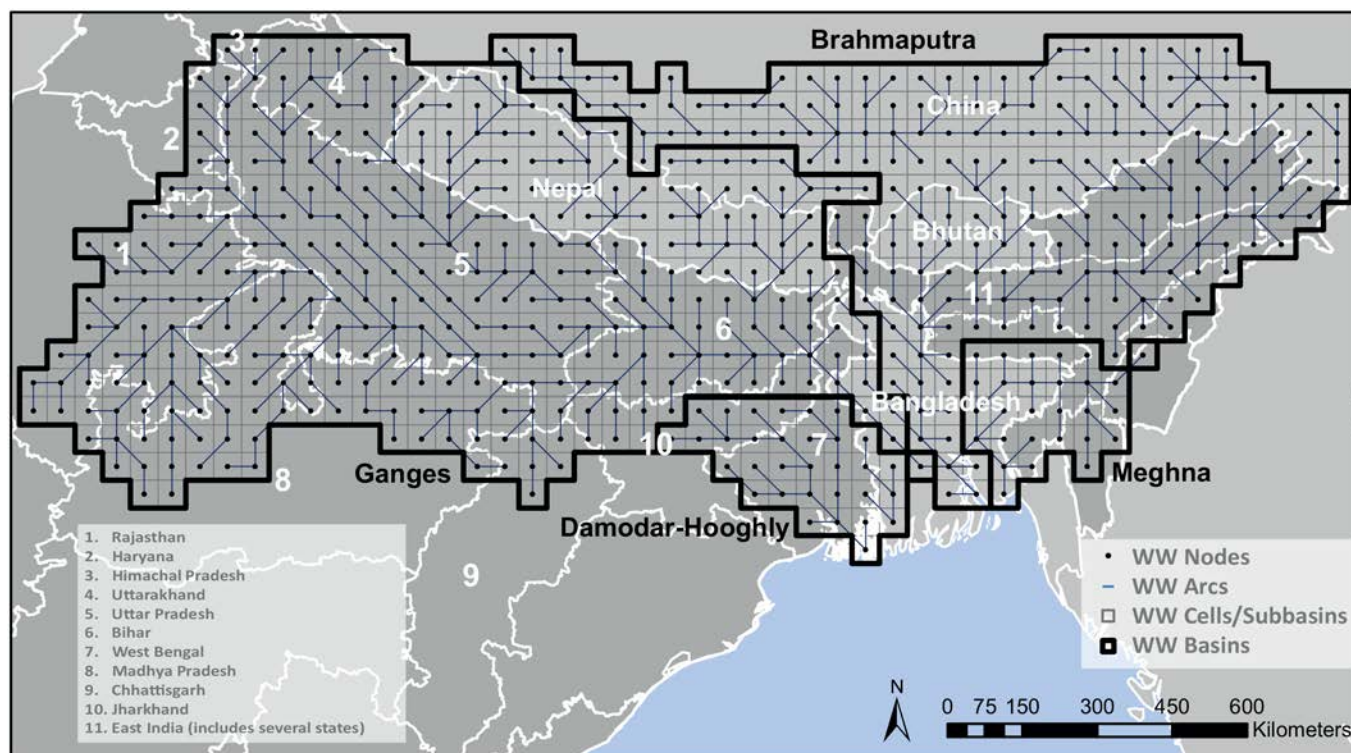 Brahmaputra
3
4
China
2
Nepal
Bhutan
1
5
11
6
Bangladesh
10
7
8
Ganges
Meghna
Damodar-Hooghly
9
1. Rajasthan
2. Haryana
3. Himachal Pradesh
4. Uttarakhand
5. Uttar Pradesh
6. Bihar
7. West Bengal
8. Madhya Pradesh
9. Chhattisgarh
10. Jharkhand
11. East India (includes several states)
WW Nodes
WW Arcs
WW Cells/Subbasins
WW Basins
N
0 75 150 300 450 600
Kilometers